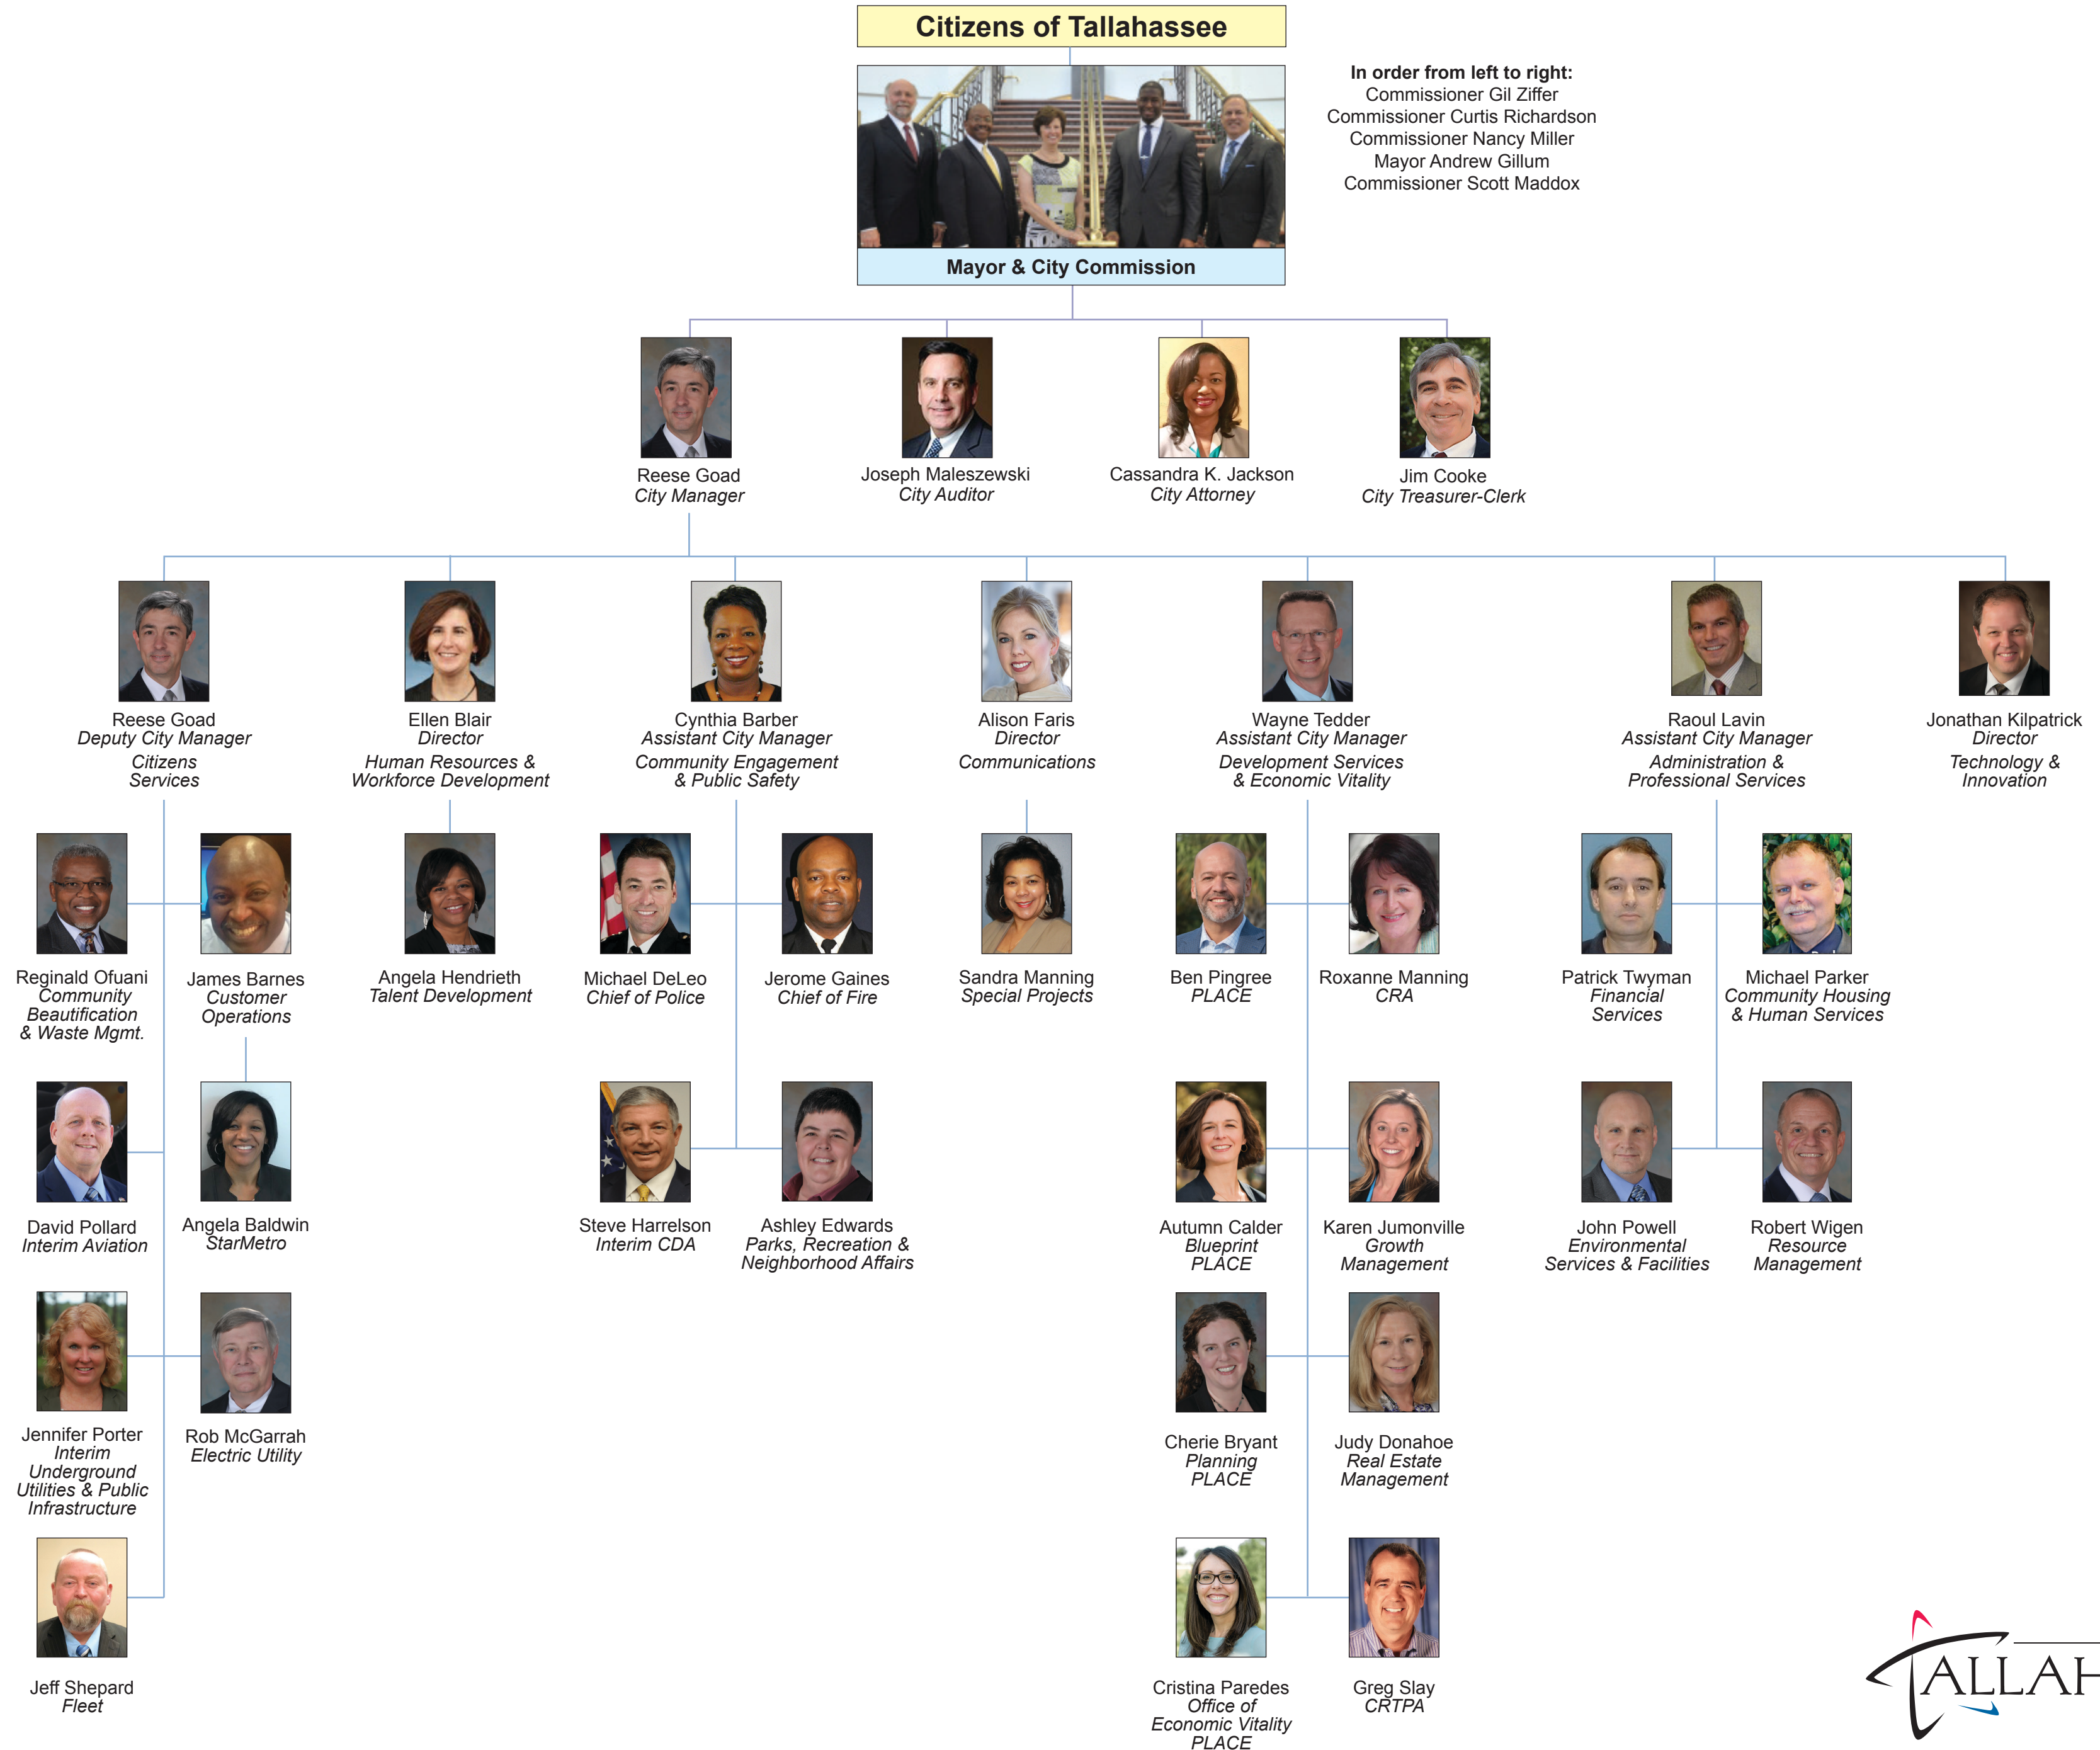 Citizens of Tallahassee
In order from left to right:
Commissioner Gil Ziffer
Commissioner Curtis Richardson
Commissioner Nancy Miller
Mayor Andrew Gillum
Commissioner Scott Maddox
Mayor & City Commission
Reese Goad
City Manager
Joseph Maleszewski
City Auditor
Cassandra K. Jackson
City Attorney
Jim Cooke
City Treasurer-Clerk
Reese Goad
Deputy City Manager
Citizens
Services
Ellen Blair
Director
Human Resources &
Workforce Development
Cynthia Barber
Assistant City Manager
Community Engagement
& Public Safety
Alison Faris
Director
Communications
Wayne Tedder
Assistant City Manager
Development Services
& Economic Vitality
Raoul Lavin
Assistant City Manager
Administration &
Professional Services
Jonathan Kilpatrick
Director
Technology &
Innovation
Reginald Ofuani
Community
Beautification
& Waste Mgmt.
James Barnes
Customer
Operations
Angela Hendrieth
Talent Development
Michael DeLeo
Chief of Police
Jerome Gaines
Chief of Fire
Sandra Manning
Special Projects
Ben Pingree
PLACE
Roxanne Manning
CRA
Patrick Twyman
Financial
Services
Michael Parker
Community Housing
& Human Services
David Pollard
Interim Aviation
Angela Baldwin
StarMetro
Steve Harrelson
Interim CDA
Ashley Edwards
Parks, Recreation &
Neighborhood Affairs
Autumn Calder
Blueprint
PLACE
Karen Jumonville
Growth
Management
John Powell
Environmental
Services & Facilities
Robert Wigen
Resource
Management
Jennifer Porter
Interim
Underground
Utilities & Public
Infrastructure
Rob McGarrah
Electric Utility
Cherie Bryant
Planning
PLACE
Judy Donahoe
Real Estate
Management
Jeff Shepard
Fleet
Cristina Paredes
Office of
Economic Vitality
PLACE
Greg Slay
CRTPA
TALLAH